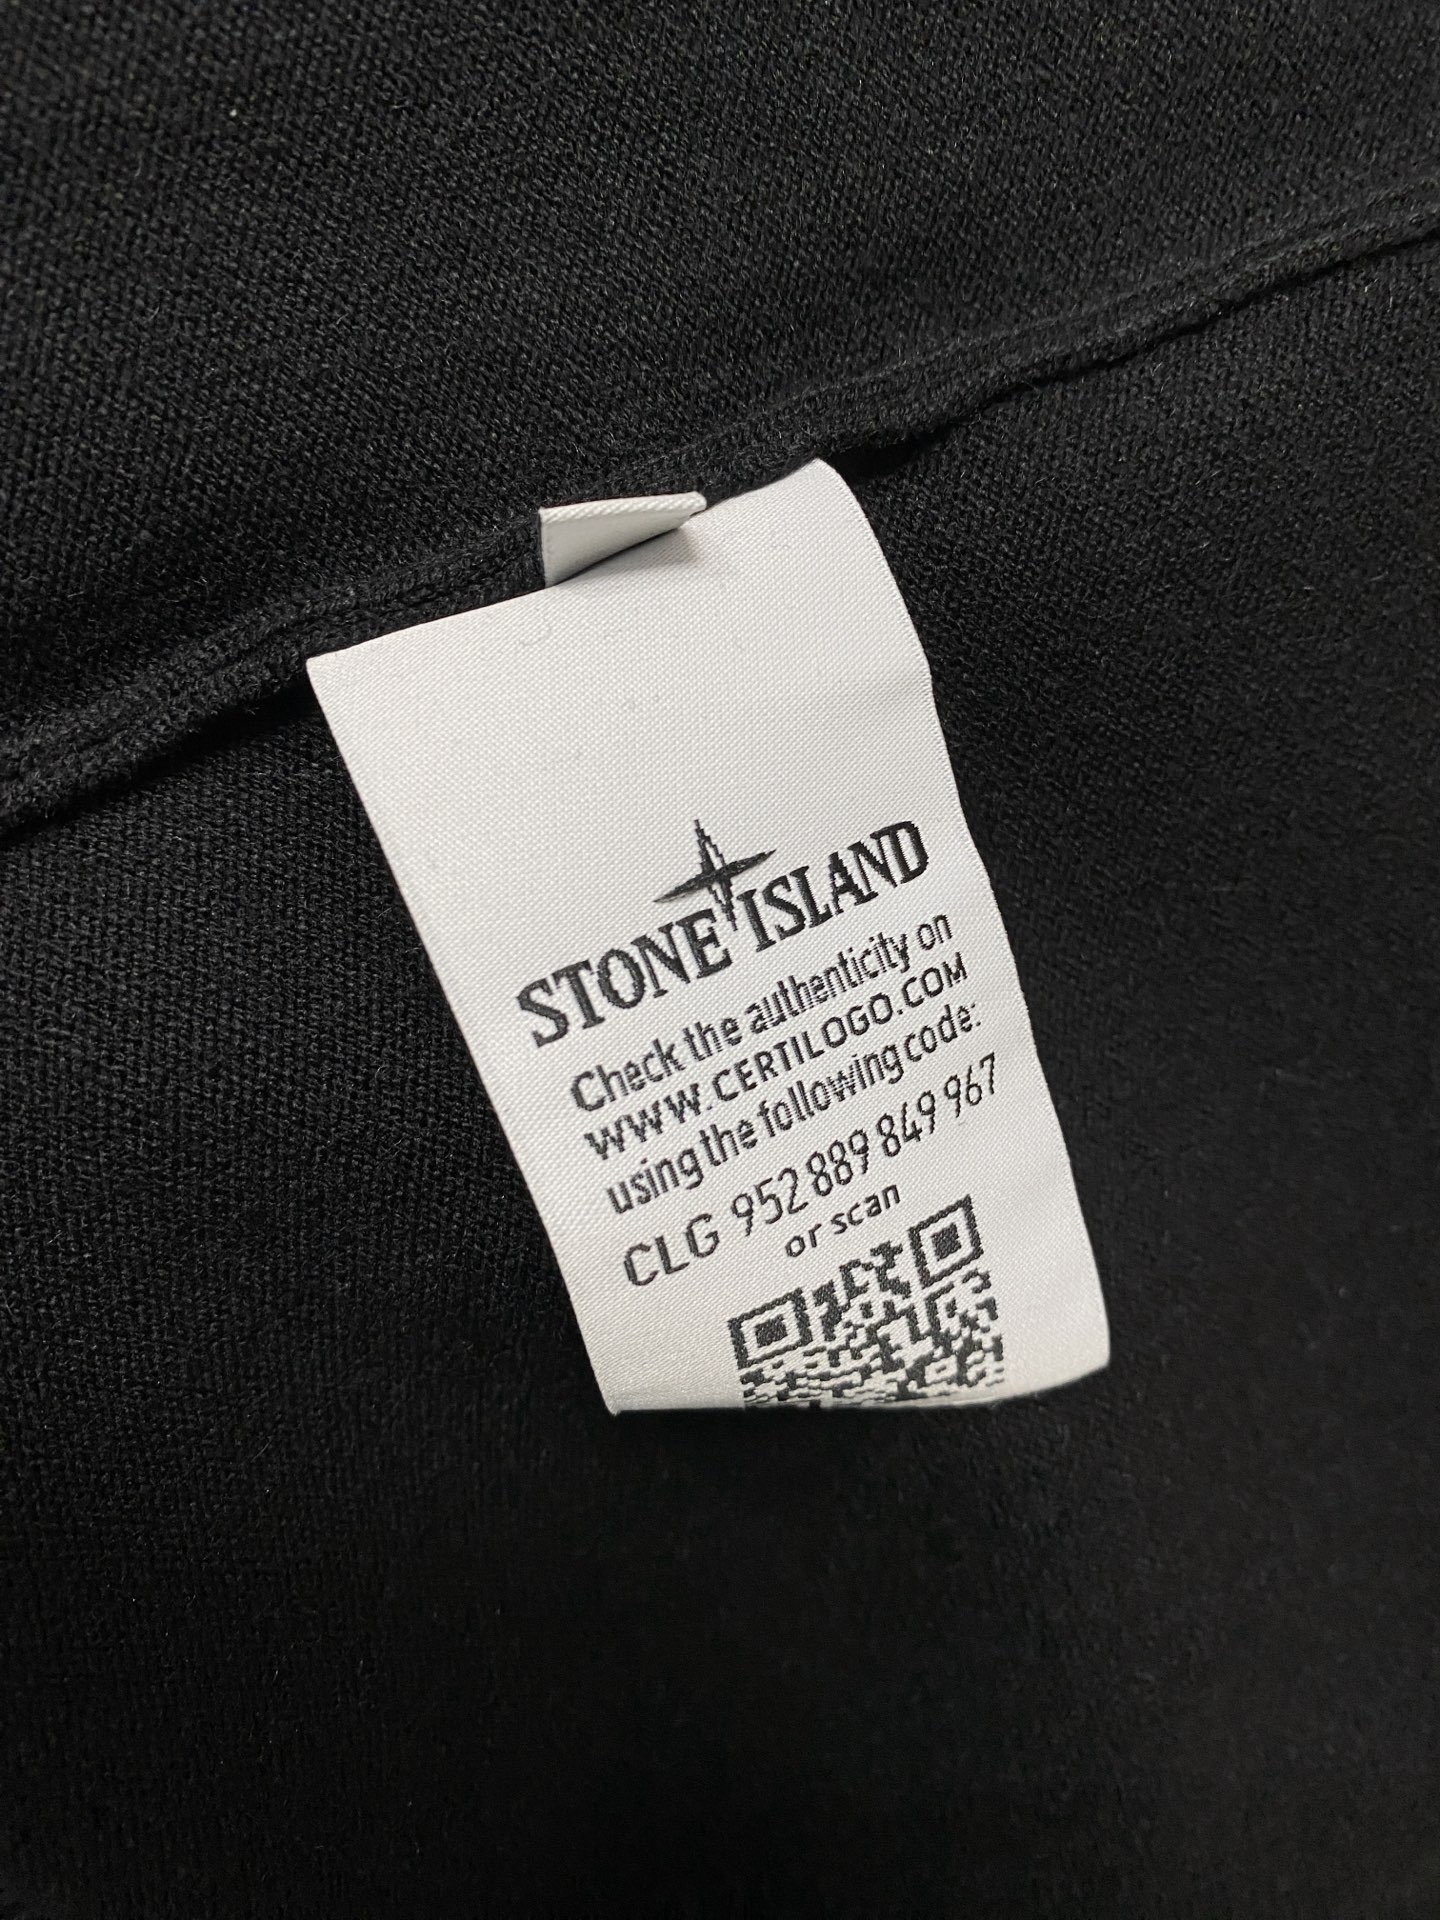 STONE ISLAND
Check the authenticity on
WWW.CERTILOGO.COM
using the following code:
CLG 952 889 849 967
or scan